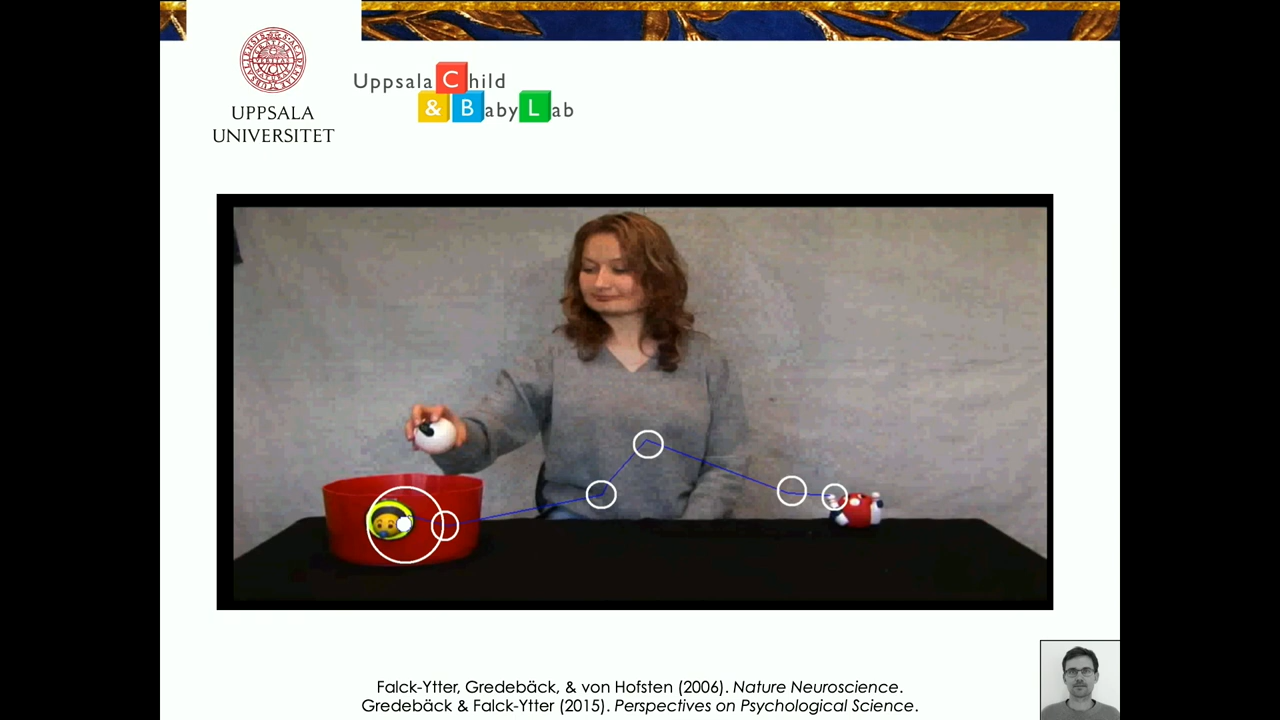 UPPSALA
UNIVERSITET
Uppsala Child
& Baby Lab
Falck-Ytter, Gredebäck, & von Hofsten (2006). Nature Neuroscience.
Gredebäck & Falck-Ytter (2015). Perspectives on Psychological Science.